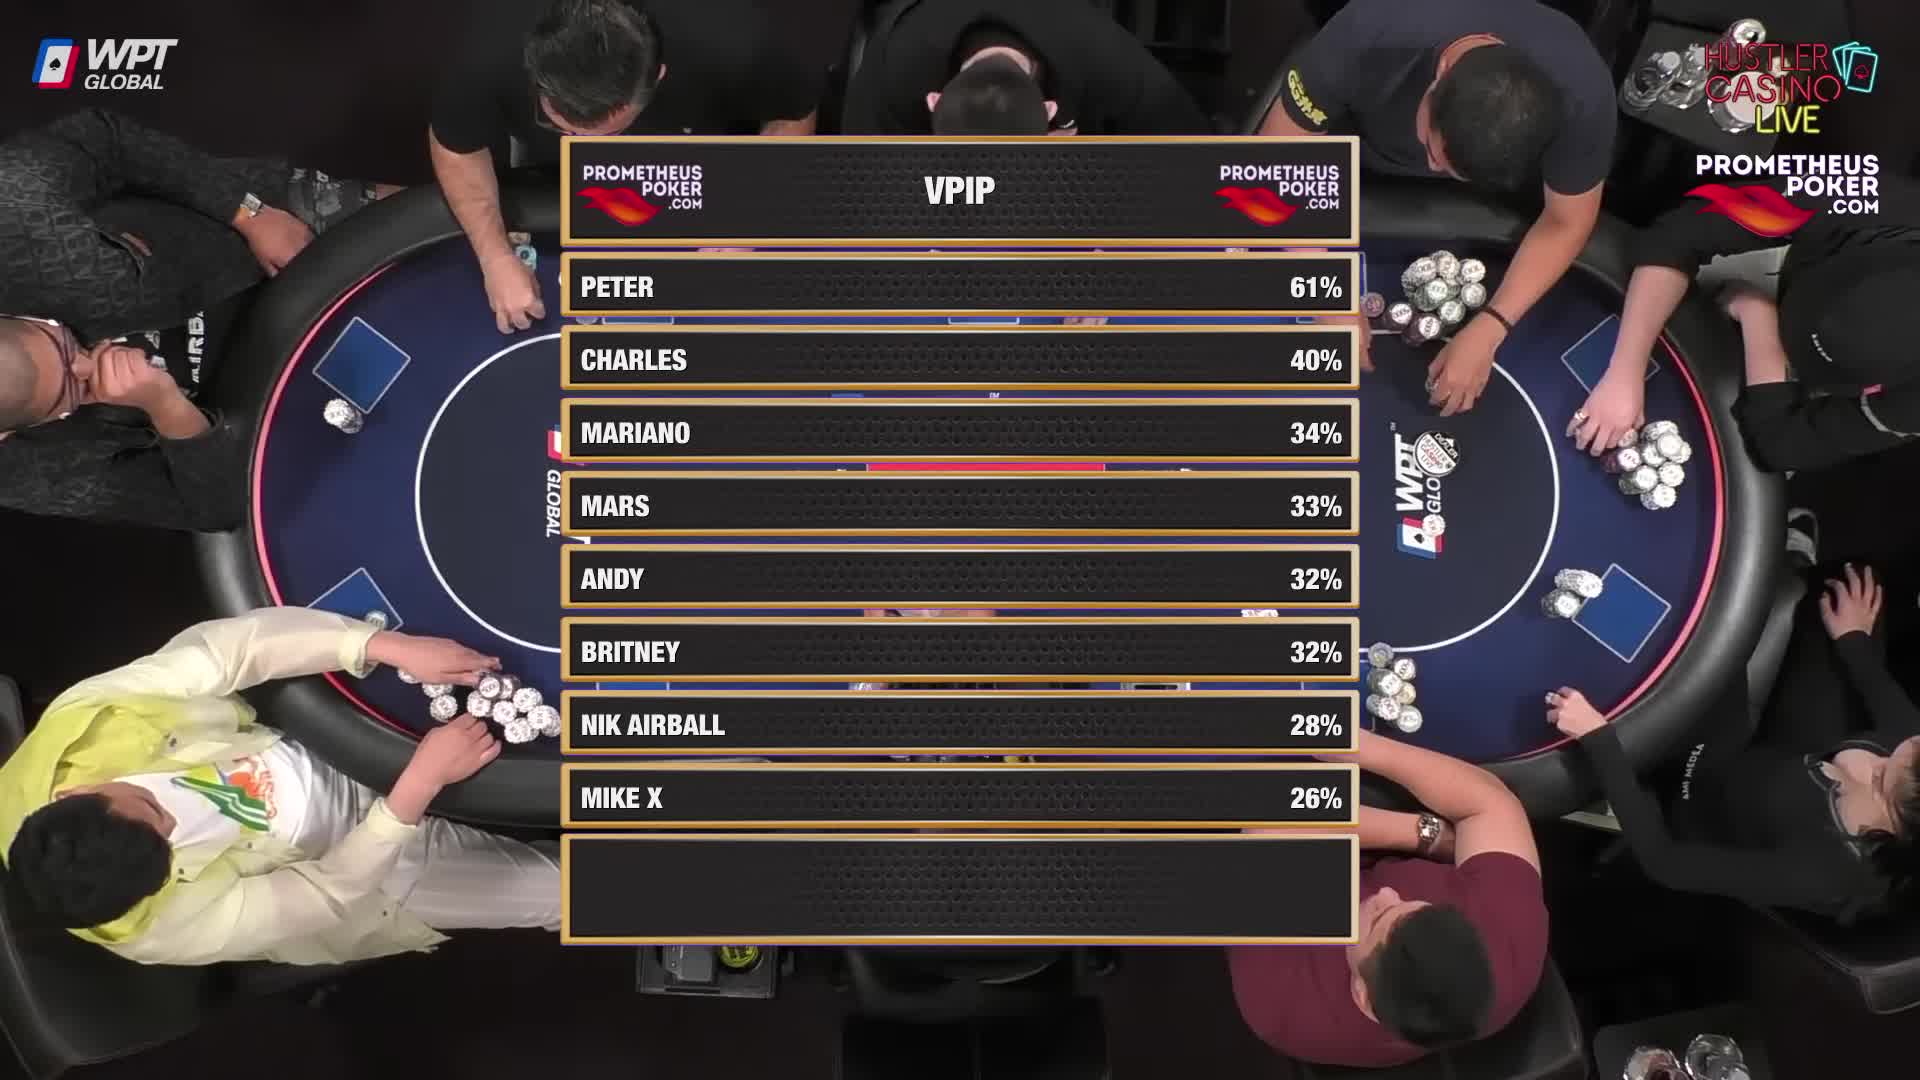 WPT
GLOBAL
HUSTLER
CASINO
LIVE
PROMETHEUS
POKER
.COM
PROMETHEUS
POKER
.COM
VPIP
PROMETHEUS
POKER
.COM
PETER 61%
CHARLES 40%
MARIANO 34%
MARS 33%
ANDY 32%
BRITNEY 32%
NIK AIRBALL 28%
MIKE X 26%
GLOBAL
WPT
GLO